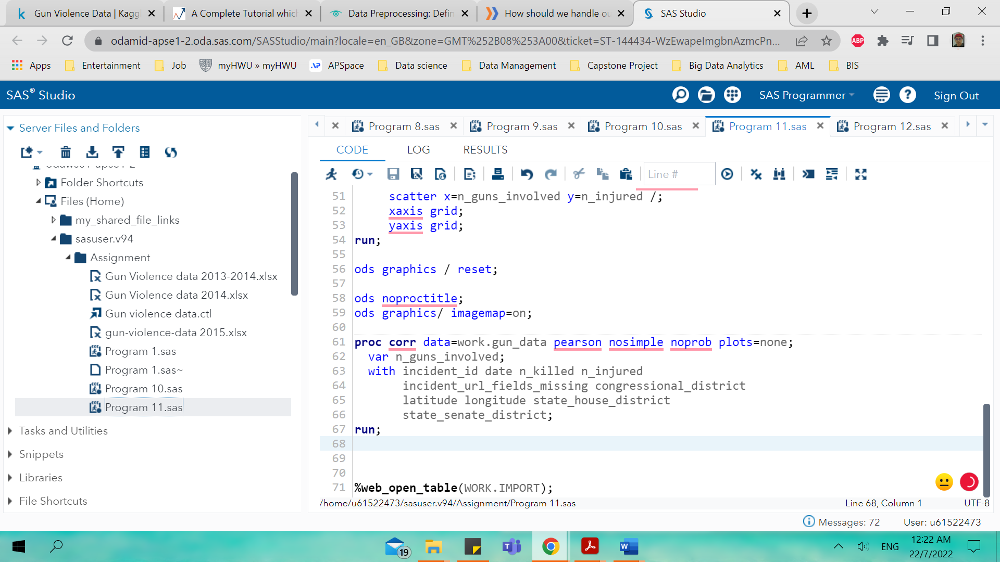 Gun Violence Data | Kaggl
A Complete Tutorial which
Data Preprocessing: Defin
How should we handle ou
SAS Studio
odamid-apse1-2.oda.sas.com/SASStudio/main?locale=en_GB&zone=GMT%252B08%253A00&ticket=ST-144434-WzEwapeImgbnAzmcPn...
ABP
Apps
Entertainment
Job
myHWU » myHWU
APSpace
Data science
Data Management
Capstone Project
Big Data Analytics
AML
BIS
SAS® Studio
SAS Programmer
Sign Out
Server Files and Folders
Folder Shortcuts
Files (Home)
my_shared_file_links
sasuser.v94
Assignment
Gun Violence data 2013-2014.xlsx
Gun Violence data 2014.xlsx
Gun violence data.ctl
gun-violence-data 2015.xlsx
Program 1.sas
Program 1.sas~
Program 10.sas
Program 11.sas
Tasks and Utilities
Snippets
Libraries
File Shortcuts
Program 8.sas
Program 9.sas
Program 10.sas
Program 11.sas
Program 12.sas
CODE
LOG
RESULTS
Line #
51 scatter x=n_guns_involved y=n_injured /;
52 xaxis grid;
53 yaxis grid;
54 run;
55
56 ods graphics / reset;
57
58 ods noproctitle;
59 ods graphics/ imagemap=on;
60
61 proc corr data=work.gun_data pearson nosimple noprob plots=none;
62 var n_guns_involved;
63 with incident_id date n_killed n_injured
64 incident_url_fields_missing congressional_district
65 latitude longitude state_house_district
66 state_senate_district;
67 run;
68
69
70
71 %web_open_table(WORK.IMPORT);
/home/u61522473/sasuser.v94/Assignment/Program 11.sas
Line 68, Column 1
UTF-8
Messages: 72
User: u61522473
19
ENG
12:22 AM
22/7/2022